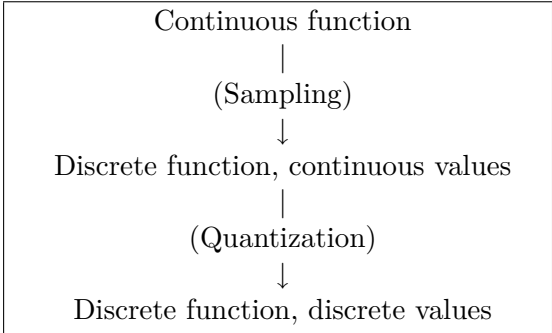 Continuous function
(Sampling)
Discrete function, continuous values
(Quantization)
Discrete function, discrete values